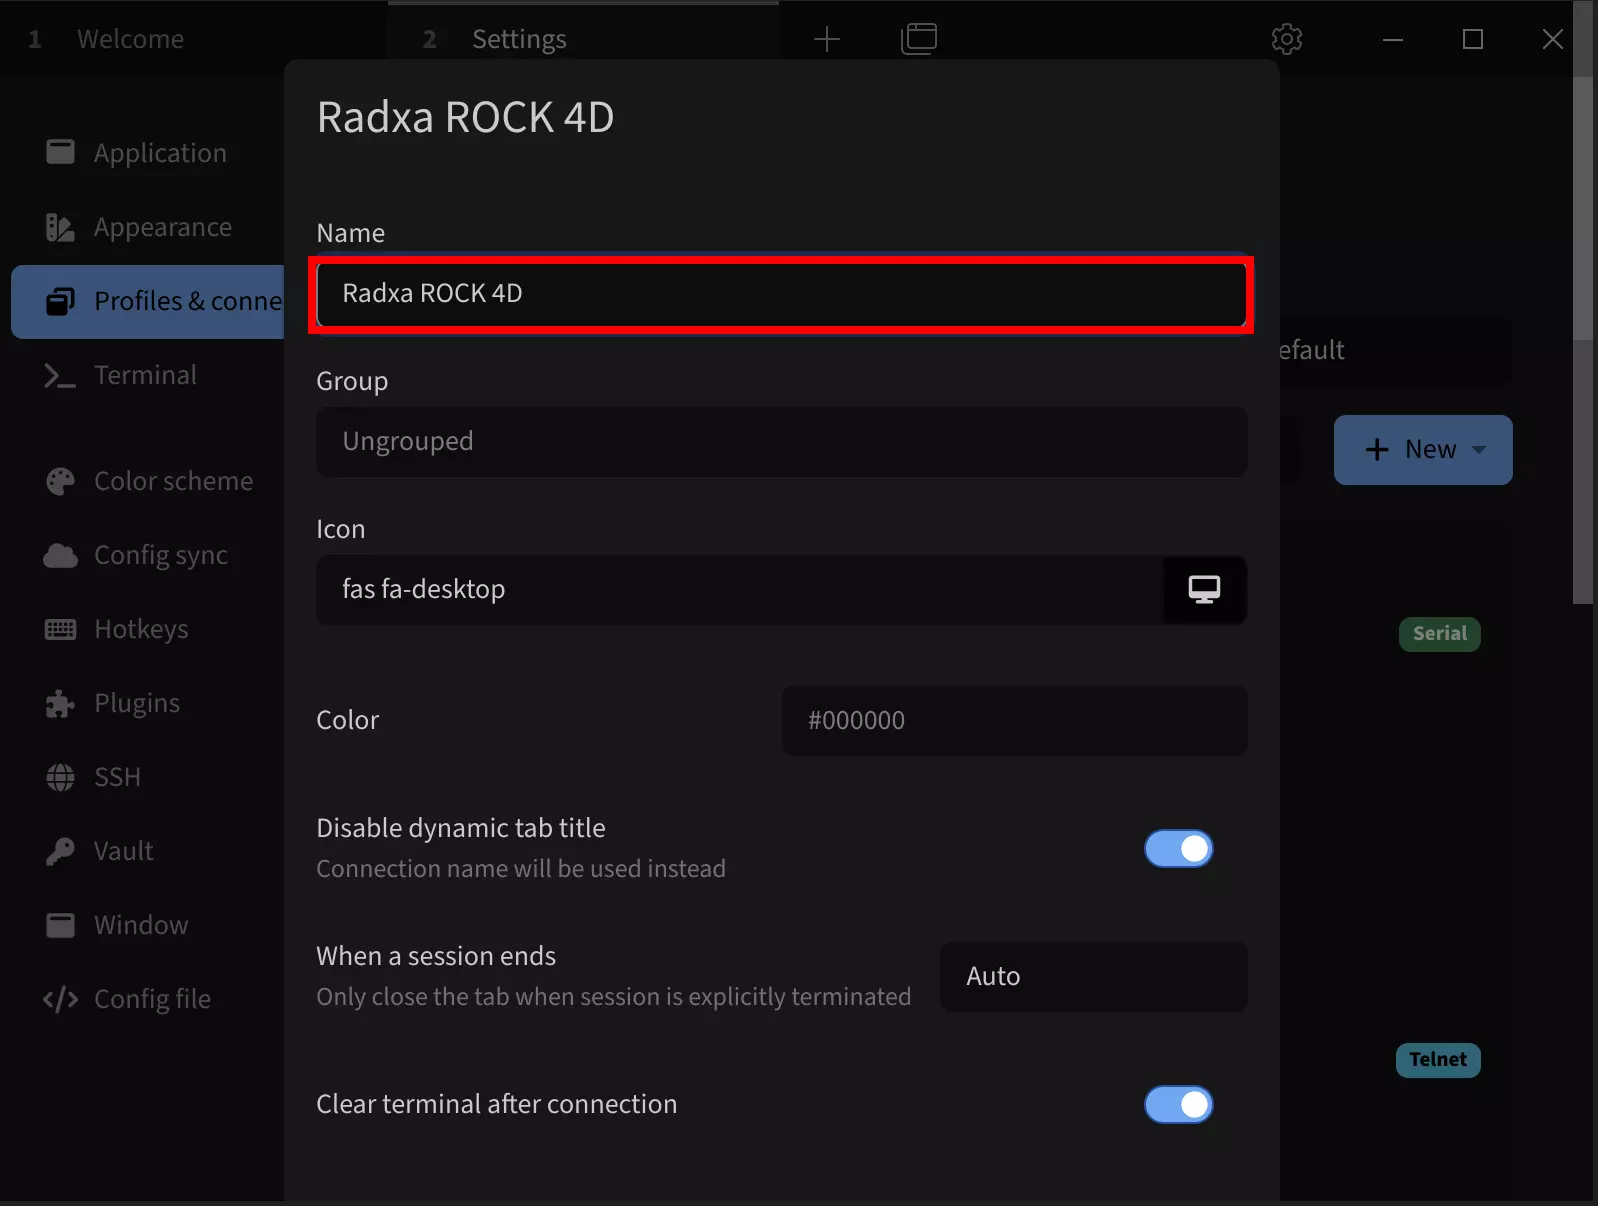 1 Welcome
2 Settings
Radxa ROCK 4D
Application
Appearance
Profiles & conne
Terminal
Color scheme
Config sync
Hotkeys
Plugins
SSH
Vault
Window
Config file
Name
Radxa ROCK 4D
Group
Ungrouped
Icon
fas fa-desktop
Color
#000000
Disable dynamic tab title
Connection name will be used instead
When a session ends
Only close the tab when session is explicitly terminated
Auto
Clear terminal after connection
efault
New
Serial
Telnet